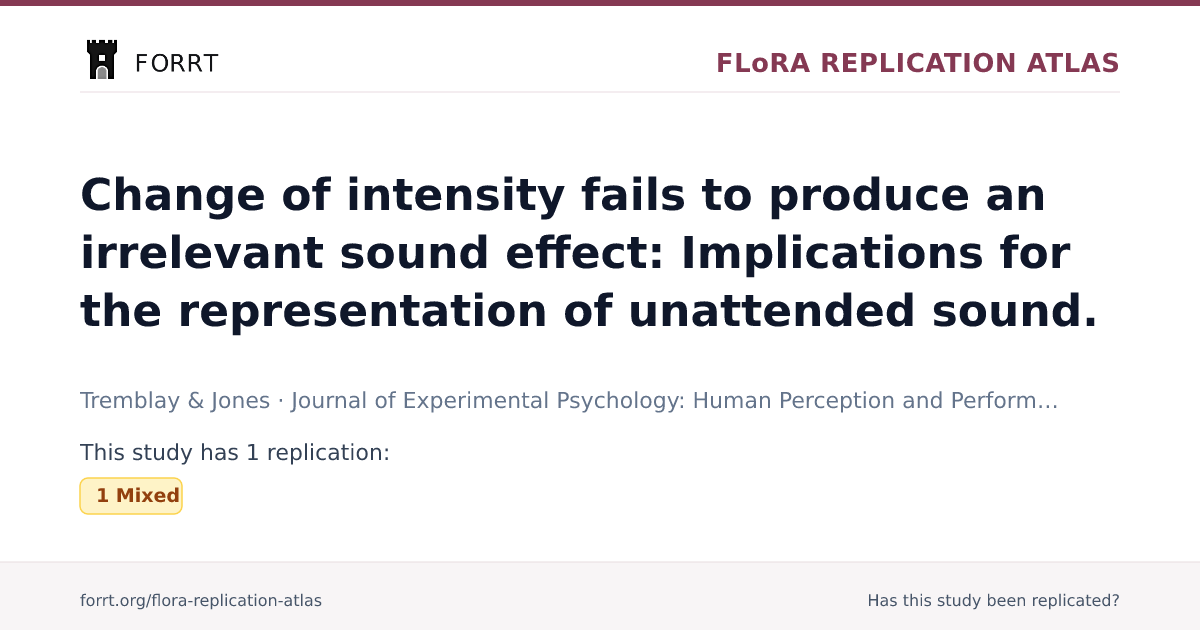 FORRT
FLoRA REPLICATION ATLAS
Change of intensity fails to produce an
irrelevant sound effect: Implications for
the representation of unattended sound.
Tremblay & Jones · Journal of Experimental Psychology: Human Perception and Perform…
This study has 1 replication:
1 Mixed
forrt.org/flora-replication-atlas
Has this study been replicated?